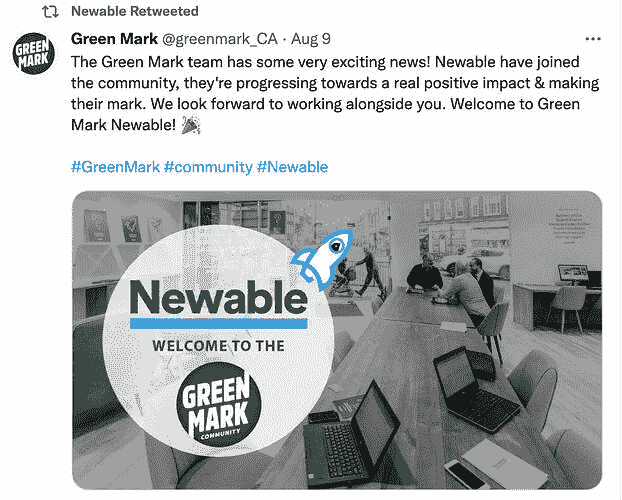 Newable Retweeted
Green Mark @greenmark_CA · Aug 9
The Green Mark team has some very exciting news! Newable have joined
the community, they're progressing towards a real positive impact & making
their mark. We look forward to working alongside you. Welcome to Green
Mark Newable! 🎉
#GreenMark #community #Newable
GREEN
MARK
Newable
WELCOME TO THE
GREEN
MARK
COMMUNITY